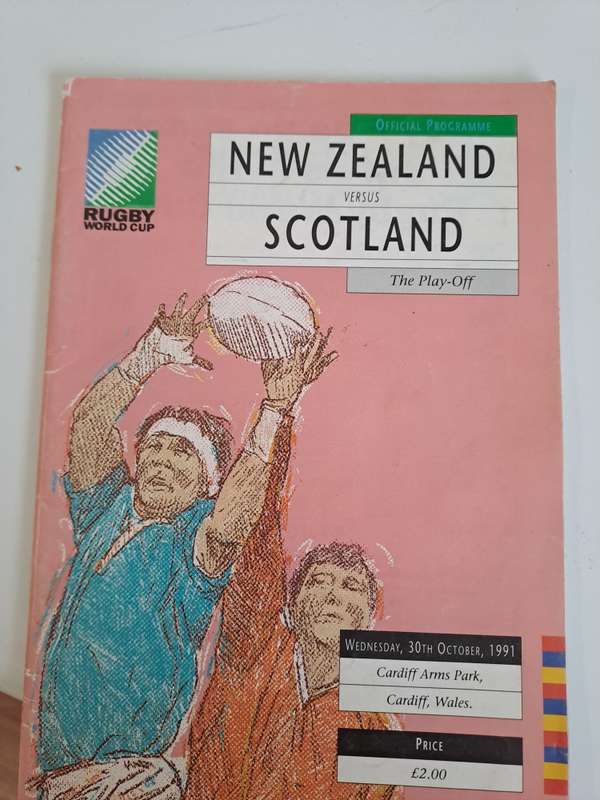 OFFICIAL PROGRAMME
NEW ZEALAND
VERSUS
SCOTLAND
The Play-Off
RUGBY
WORLD CUP
WEDNESDAY, 30TH OCTOBER, 1991
Cardiff Arms Park,
Cardiff, Wales.
PRICE
£2.00